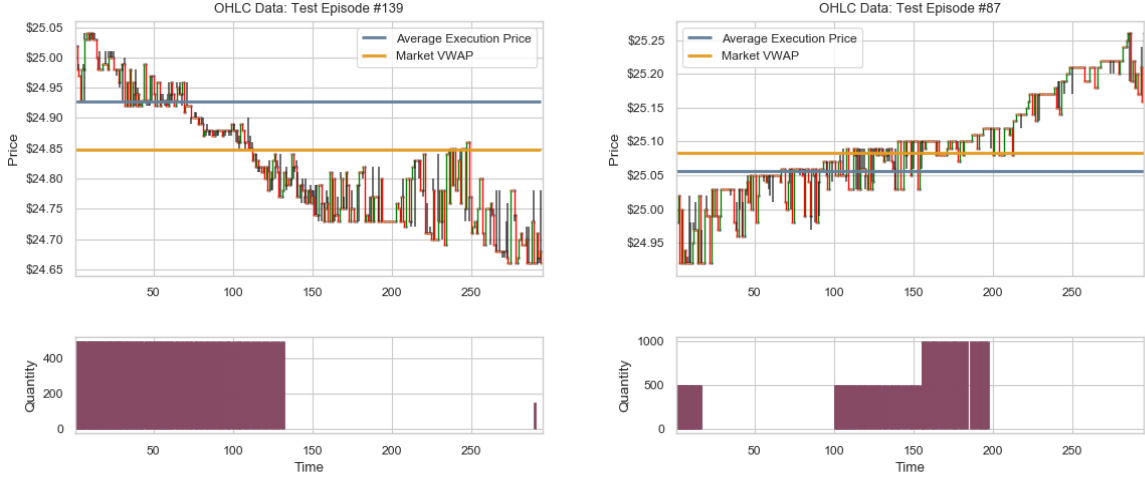 OHLC Data: Test Episode #139
Average Execution Price
Market VWAP
Price
$25.05
$25.00
$24.95
$24.90
$24.85
$24.80
$24.75
$24.70
$24.65
50 100 150 200 250
Quantity
400
200
0
50 100 150 200 250
Time
OHLC Data: Test Episode #87
Average Execution Price
Market VWAP
Price
$25.25
$25.20
$25.15
$25.10
$25.05
$25.00
$24.95
50 100 150 200 250
Quantity
1000
500
0
50 100 150 200 250
Time